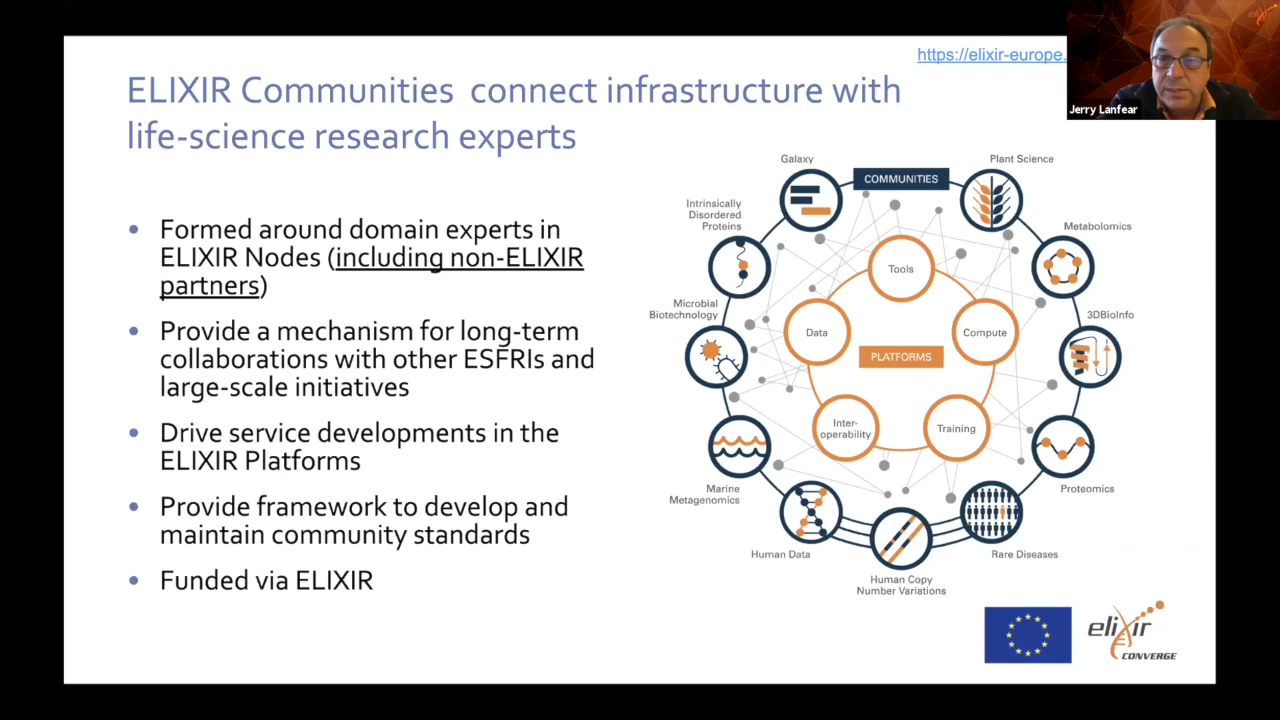 https://elixir-europe.
elixir
Jerry Lanfear
ELIXIR Communities connect infrastructure with
life-science research experts
Formed around domain experts in
ELIXIR Nodes (including non-ELIXIR
partners)
Provide a mechanism for long-term
collaborations with other ESFRIs and
large-scale initiatives
Drive service developments in the
ELIXIR Platforms
Provide framework to develop and
maintain community standards
Funded via ELIXIR
COMMUNITIES
Galaxy
Plant Science
Intrinsically
Disordered
Proteins
Metabolomics
Microbial
Biotechnology
3DBioInfo
Marine
Metagenomics
Proteomics
Human Data
Rare Diseases
Human Copy
Number Variations
Tools
Data
Compute
PLATFORMS
Inter-
operability
Training
elixir
CONVERGE